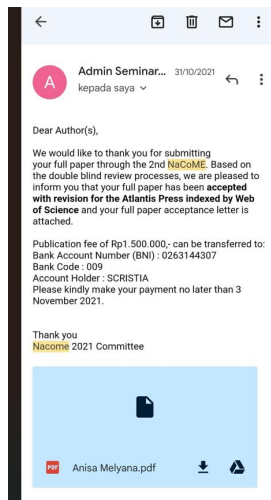 A
Admin Seminar... 31/10/2021
kepada saya
Dear Author(s),
We would like to thank you for submitting
your full paper through the 2nd NaCoME. Based on
the double blind review processes, we are pleased to
inform you that your full paper has been accepted
with revision for the Atlantis Press indexed by Web
of Science and your full paper acceptance letter is
attached.
Publication fee of Rp1.500.000,- can be transferred to:
Bank Account Number (BNI) : 0263144307
Bank Code : 009
Account Holder : SCRISTIA
Please kindly make your payment no later than 3
November 2021.
Thank you
Nacome 2021 Committee
PDF Anisa Melyana.pdf